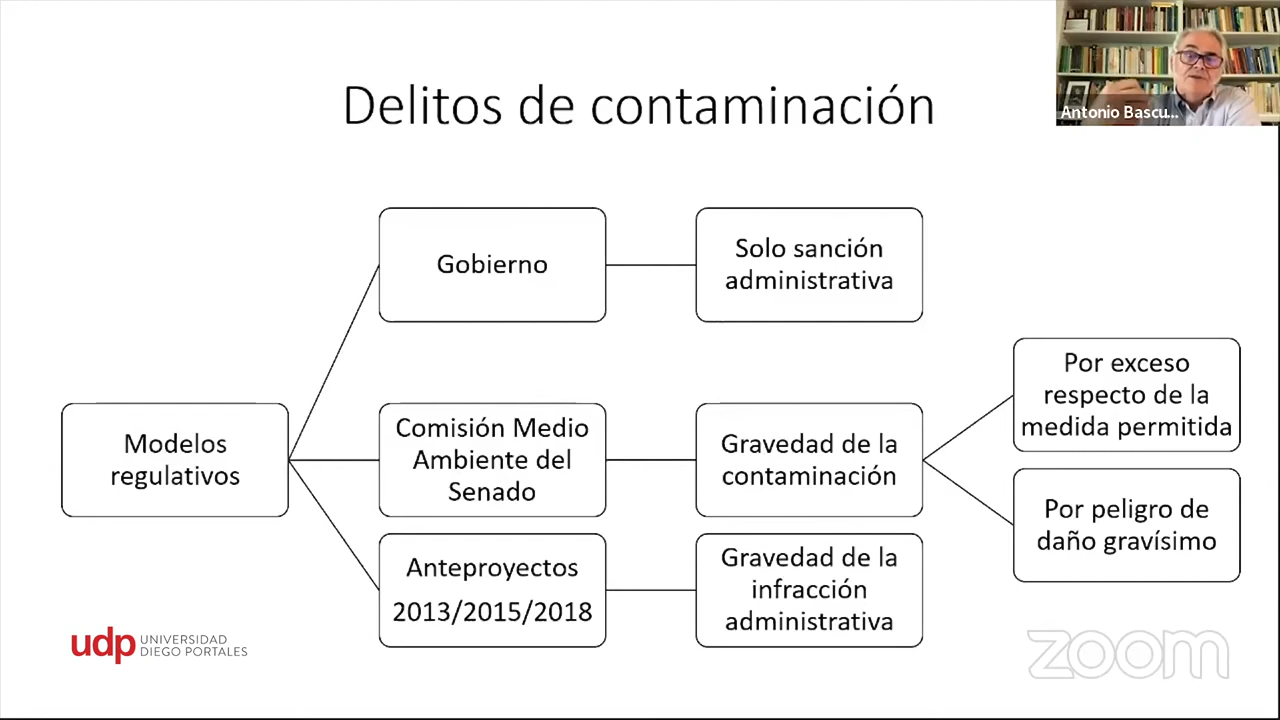 Delitos de contaminación
Antonio Bascu...
Gobierno
Solo sanción
administrativa
Modelos
regulativos
Comisión Medio
Ambiente del
Senado
Gravedad de la
contaminación
Por exceso
respecto de la
medida permitida
Por peligro de
daño gravísimo
Anteproyectos
2013/2015/2018
Gravedad de la
infracción
administrativa
udp UNIVERSIDAD
DIEGO PORTALES
zoom